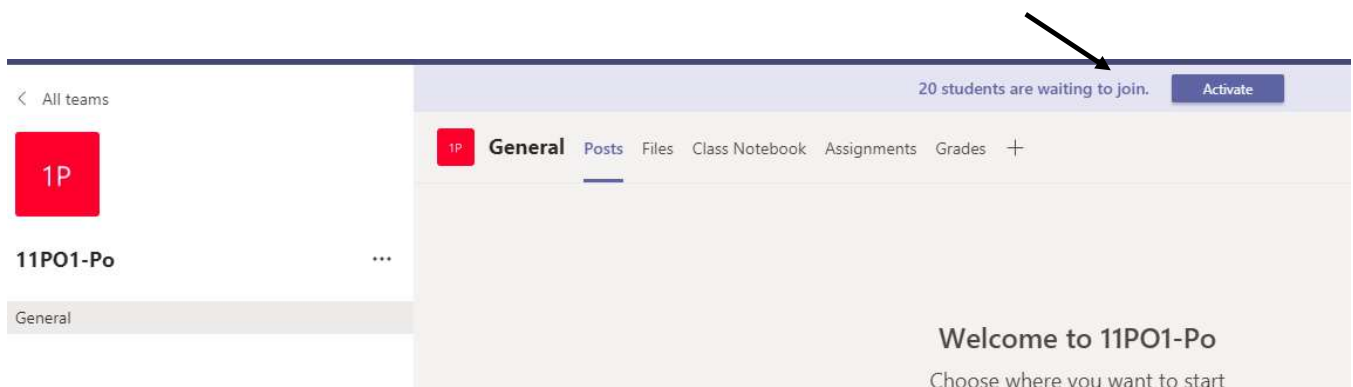 20 students are waiting to join. Activate
< All teams
1P
1P General Posts Files Class Notebook Assignments Grades +
11PO1-Po ...
General
Welcome to 11PO1-Po
Choose where you want to start